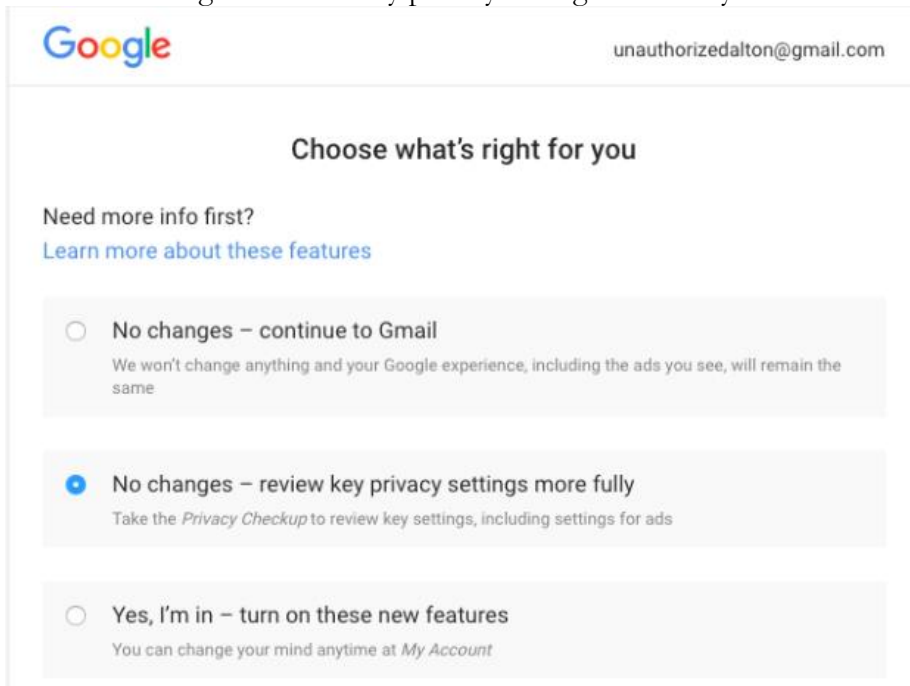 Google
unauthorizedalton@gmail.com
Choose what's right for you
Need more info first?
Learn more about these features
No changes – continue to Gmail
We won't change anything and your Google experience, including the ads you see, will remain the
same
No changes – review key privacy settings more fully
Take the Privacy Checkup to review key settings, including settings for ads
Yes, I'm in – turn on these new features
You can change your mind anytime at My Account